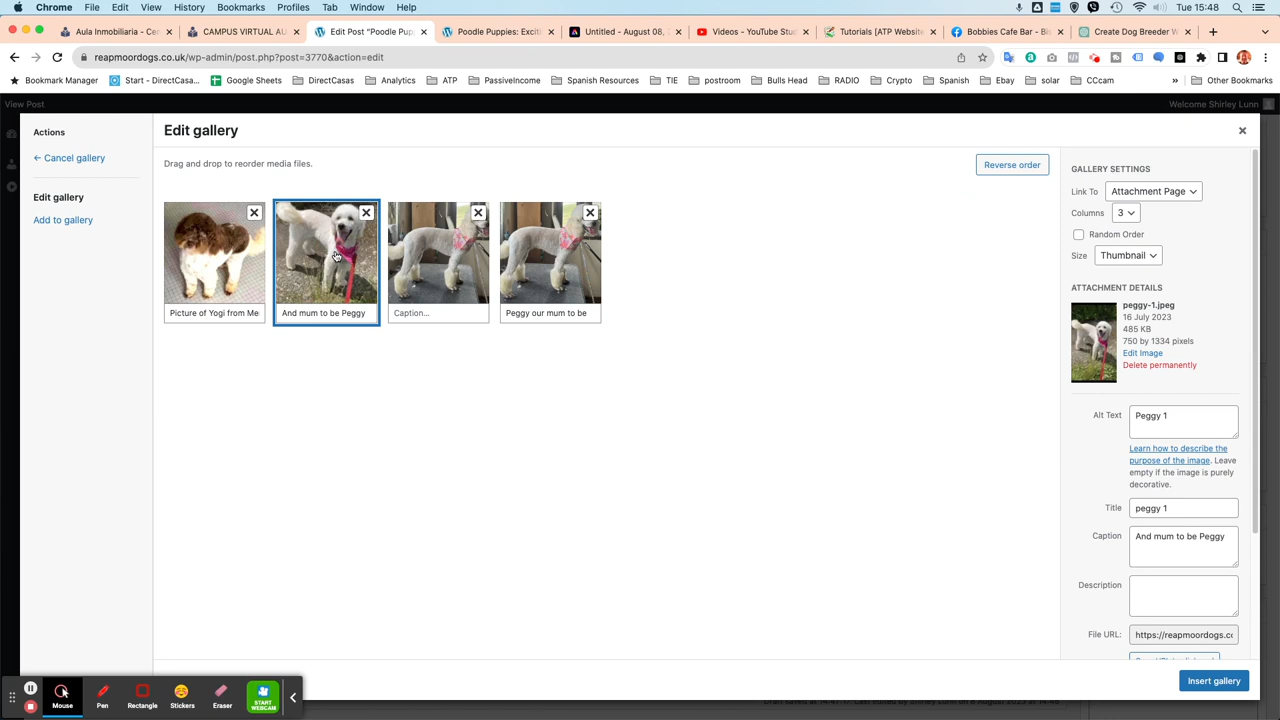 Chrome File Edit View History Bookmarks Profiles Tab Window Help Tue 15:48
Aula Inmobiliaria - Cen CAMPUS VIRTUAL AU Edit Post “Poodle Pup Poodle Puppies: Exciti Untitled - August 08, Videos - YouTube Stud Tutorials [ATP Website Bobbies Cafe Bar - Be Create Dog Breeder W
reapmoordogs.co.uk/wp-admin/post.php?post=3770&action=edit
Bookmark Manager Start - DirectCasa... Google Sheets DirectCasas Analytics ATP PassiveIncome Spanish Resources TIE postroom Bulls Head RADIO Crypto Spanish Ebay solar CCcam Other Bookmarks
View Post Welcome Shirley Lunn
Actions
← Cancel gallery
Edit gallery
Add to gallery
Edit gallery
Drag and drop to reorder media files.
Reverse order
Picture of Yogi from Me
And mum to be Peggy
Caption...
Peggy our mum to be
GALLERY SETTINGS
Link To Attachment Page
Columns 3
Random Order
Size Thumbnail
ATTACHMENT DETAILS
peggy-1.jpeg
16 July 2023
485 KB
750 by 1334 pixels
Edit Image
Delete permanently
Alt Text Peggy 1
Learn how to describe the
purpose of the image. Leave
empty if the image is purely
decorative.
Title peggy 1
Caption And mum to be Peggy
Description
File URL: https://reapmoordogs.co
Insert gallery
Mouse Pen Rectangle Stickers Eraser START WEBCAM